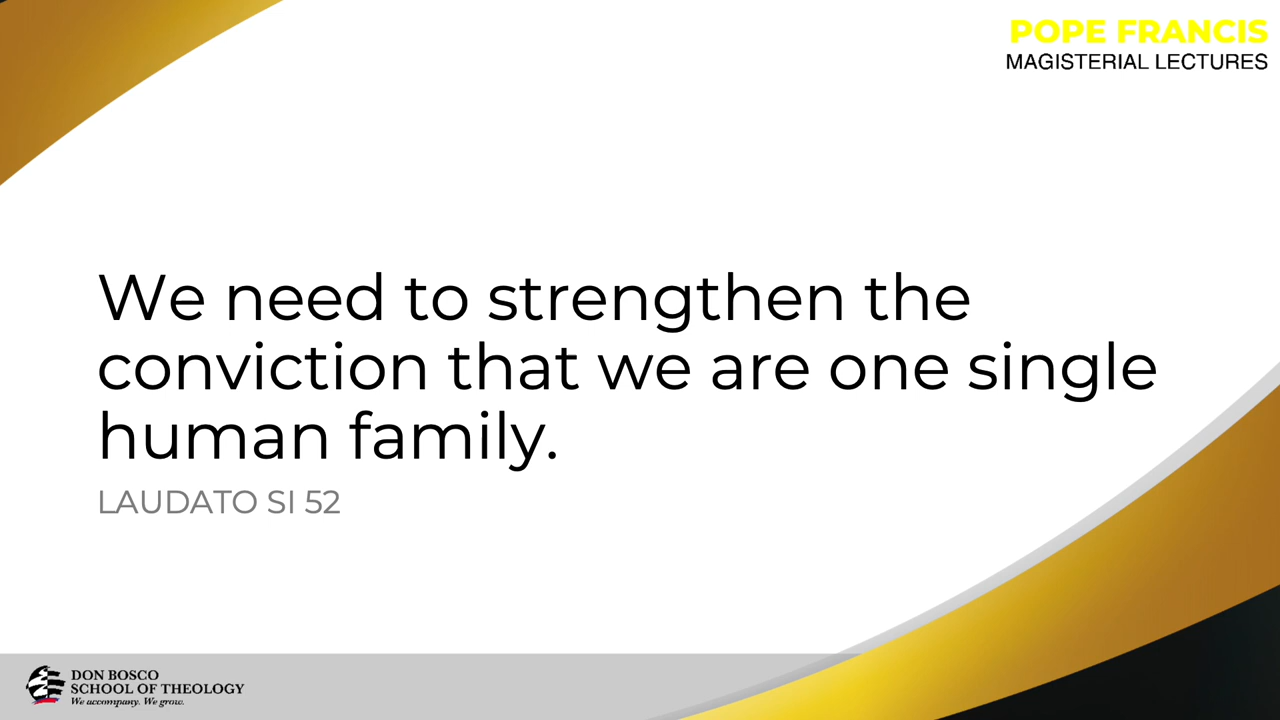 POPE FRANCIS
MAGISTERIAL LECTURES
We need to strengthen the
conviction that we are one single
human family.
LAUDATO SI 52
DON BOSCO
SCHOOL OF THEOLOGY
We accompany. We grow.